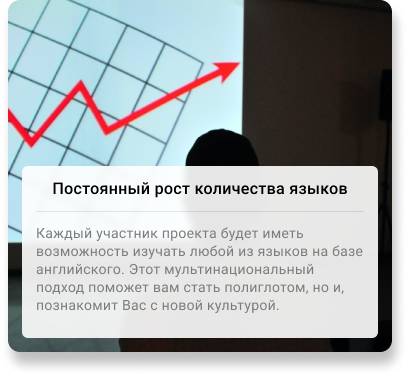 Постоянный рост количества языков
Каждый участник проекта будет иметь
возможность изучать любой из языков на базе
английского. Этот мультинациональный
подход поможет вам стать полиглотом, но и,
познакомит Вас с новой культурой.